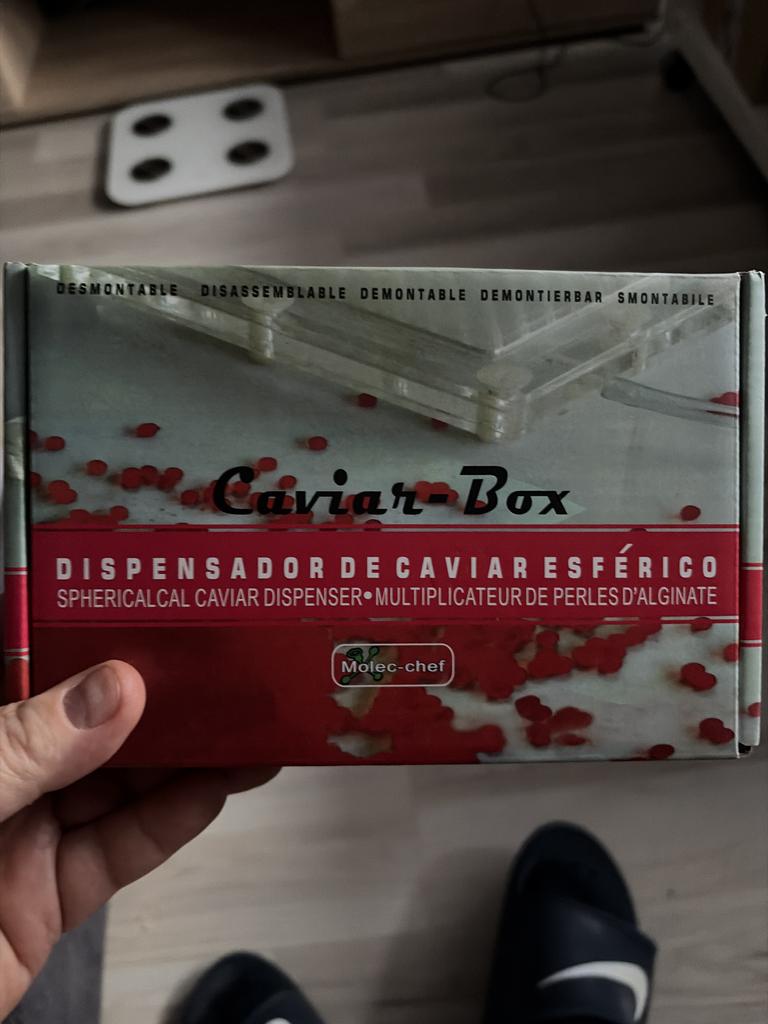 DESMONTABLE DISASSEMBLABLE DEMONTABLE DEMONTIERBAR SMONTABILE
Caviar-Box
DISPENSADOR DE CAVIAR ESFÉRICO
SPHERICALCAL CAVIAR DISPENSER•MULTIPLICATEUR DE PERLES D'ALGINATE
Molec-chef